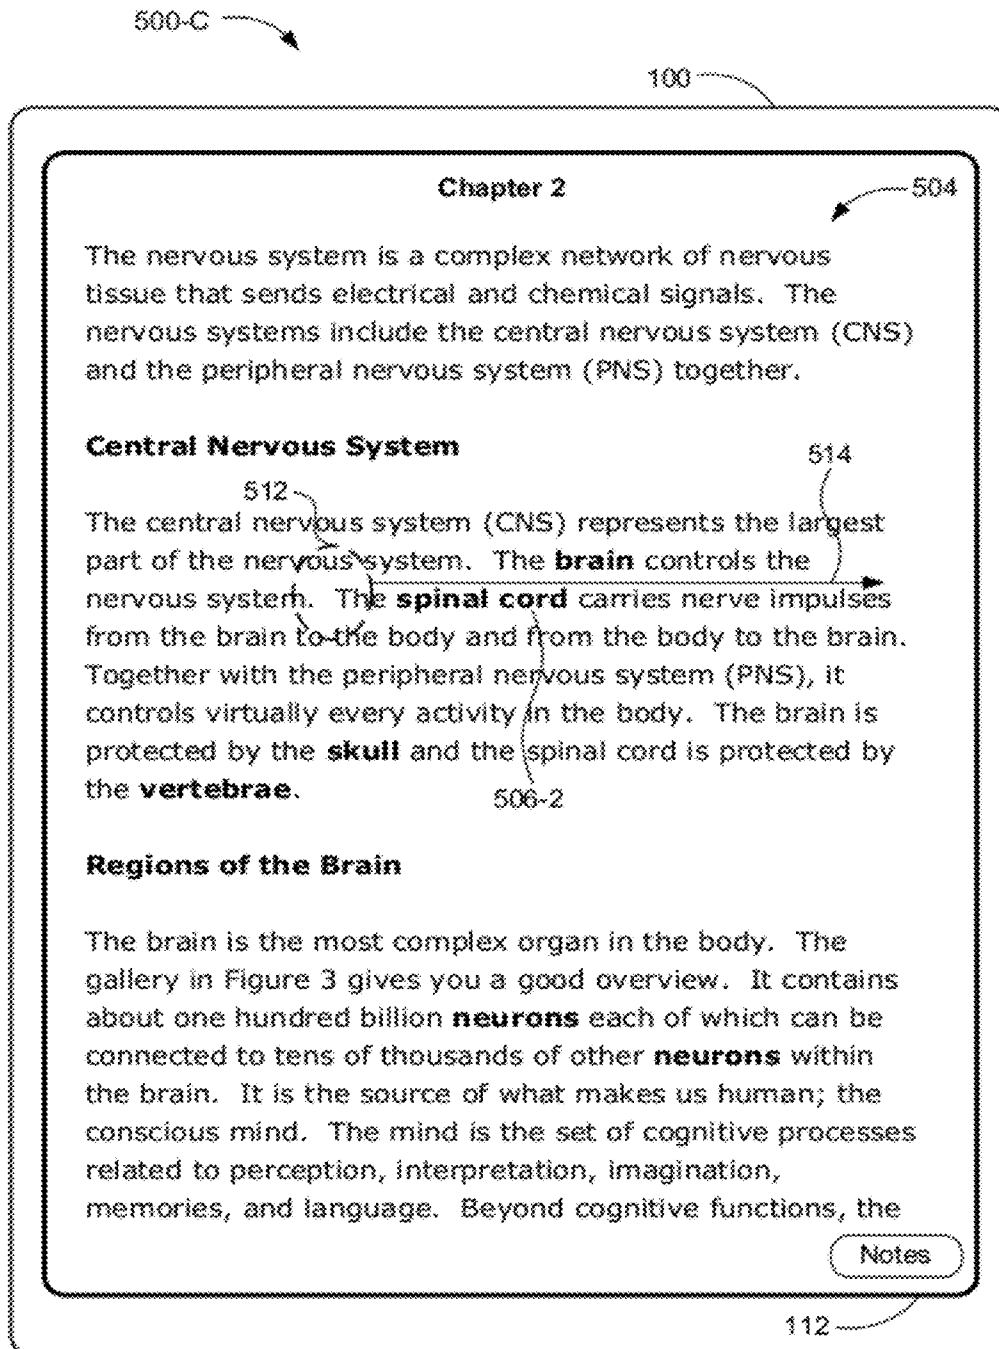 500-C
100
Chapter 2
504
The nervous system is a complex network of nervous
tissue that sends electrical and chemical signals. The
nervous systems include the central nervous system (CNS)
and the peripheral nervous system (PNS) together.
Central Nervous System
514
512
The central nervous system (CNS) represents the largest
part of the nervous system. The brain controls the
nervous system. The spinal cord carries nerve impulses
from the brain to the body and from the body to the brain.
Together with the peripheral nervous system (PNS), it
controls virtually every activity in the body. The brain is
protected by the skull and the spinal cord is protected by
the vertebrae.
506-2
Regions of the Brain
The brain is the most complex organ in the body. The
gallery in Figure 3 gives you a good overview. It contains
about one hundred billion neurons each of which can be
connected to tens of thousands of other neurons within
the brain. It is the source of what makes us human; the
conscious mind. The mind is the set of cognitive processes
related to perception, interpretation, imagination,
memories, and language. Beyond cognitive functions, the
Notes
112